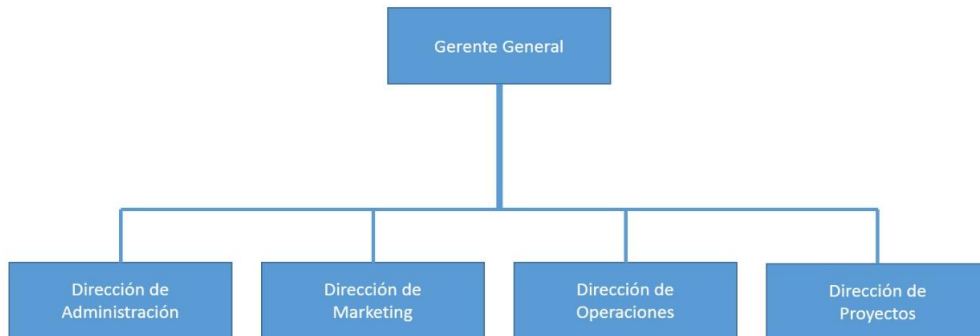 Gerente General
Dirección de
Administración
Dirección de
Marketing
Dirección de
Operaciones
Dirección de
Proyectos